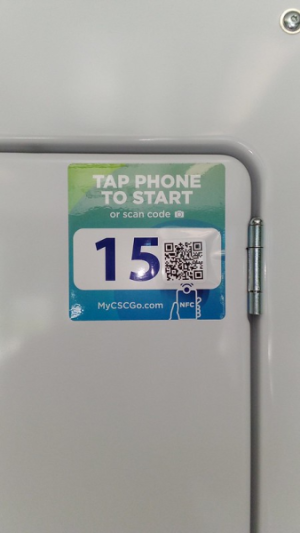 TAP PHONE
TO START
or scan code
15
MyCSCGo.com
NFC